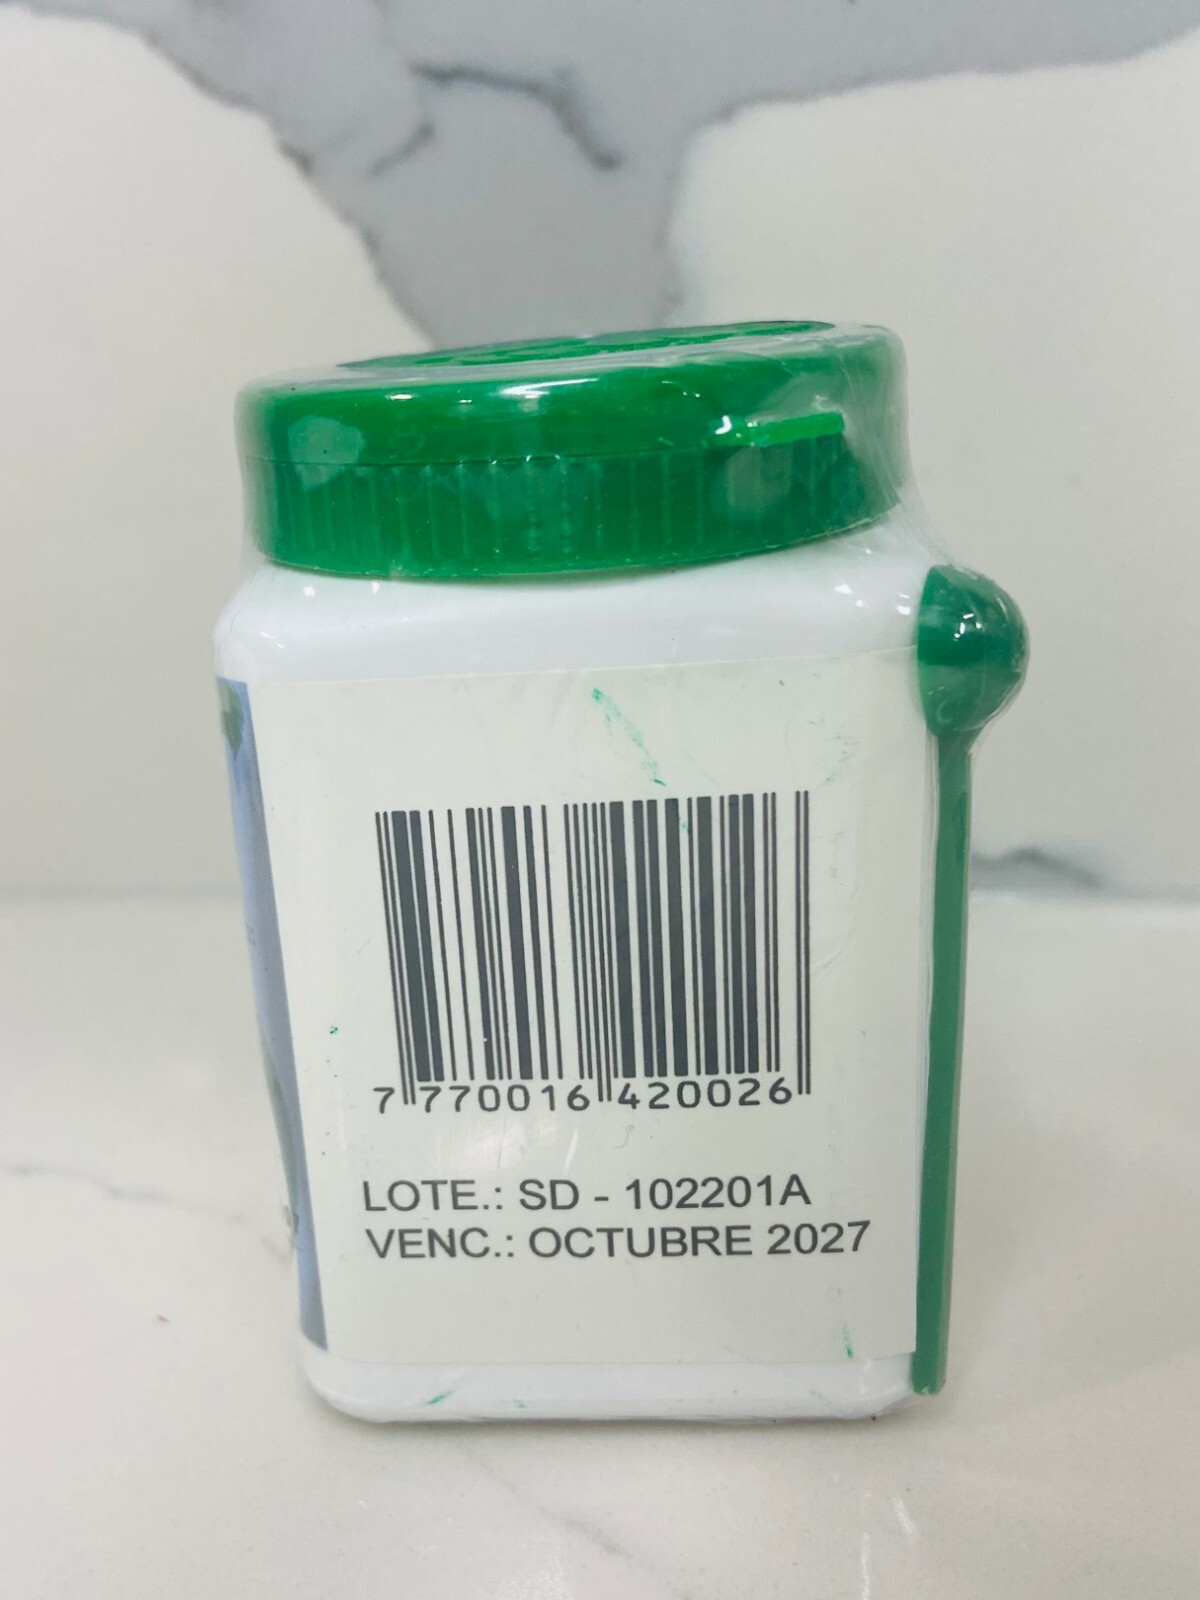 7 770016 420026
LOTE.: SD - 102201A
VENC.: OCTUBRE 2027